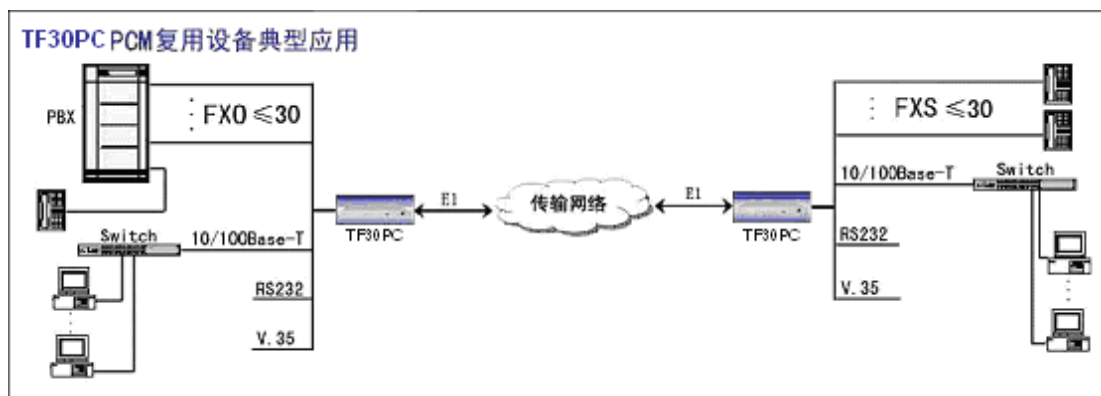 TF30PC PCM复用设备典型应用
PBX
FXO ≤30
Switch
10/100Base-T
RS232
V.35
TF30PC
E1
传输网络
E1
TF30PC
FXS ≤30
10/100Base-T
Switch
RS232
V.35